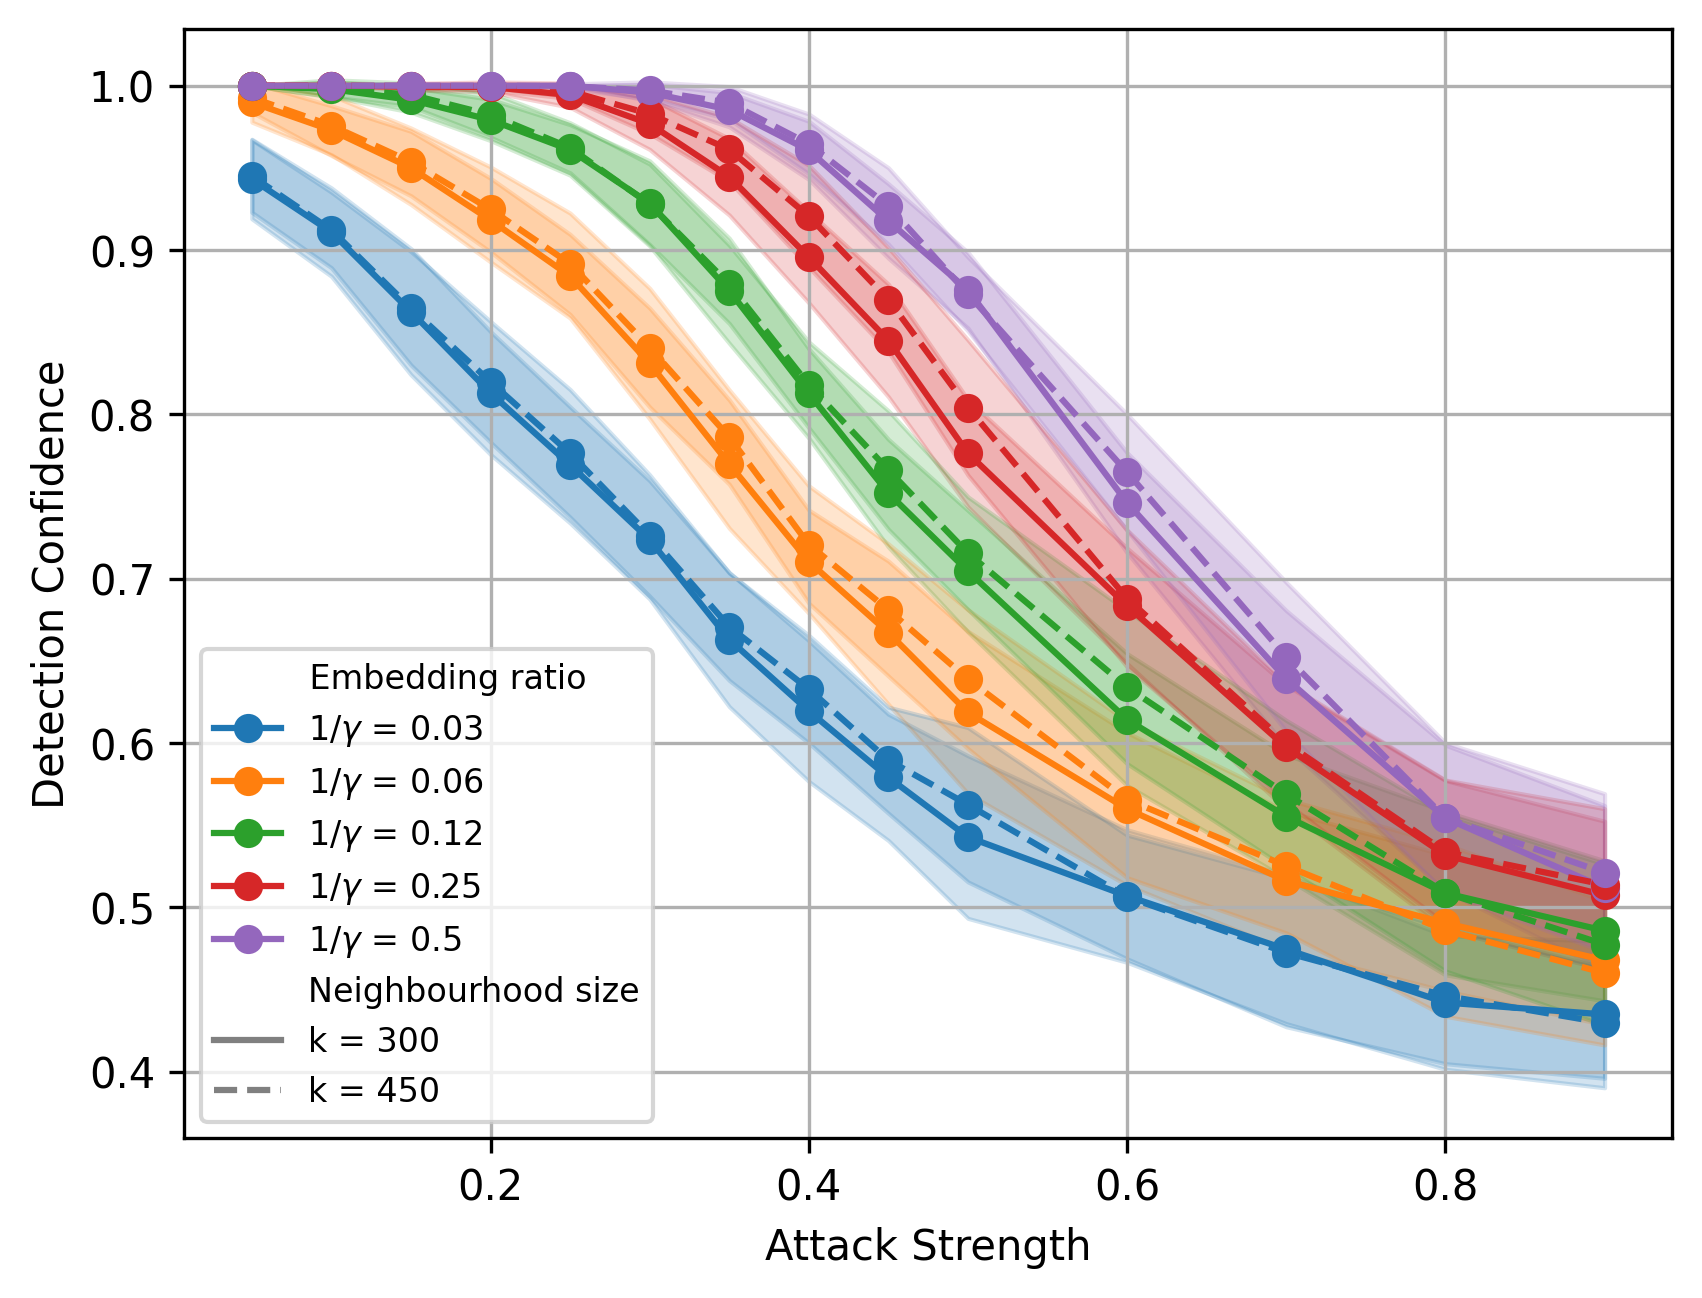 1.0
0.9
0.8
0.7
0.6
0.5
0.4
Detection Confidence
Embedding ratio
1/γ = 0.03
1/γ = 0.06
1/γ = 0.12
1/γ = 0.25
1/γ = 0.5
Neighbourhood size
k = 300
k = 450
0.2 0.4 0.6 0.8
Attack Strength